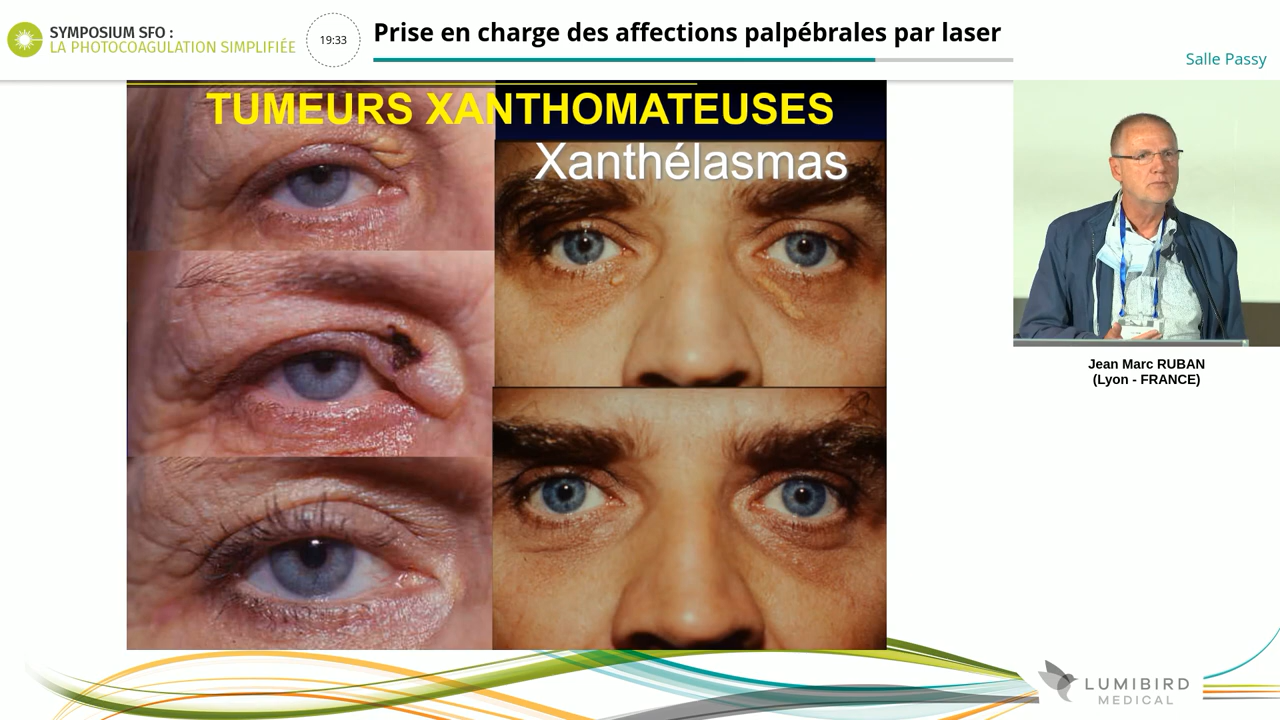 SYMPOSIUM SFO :
LA PHOTOCOAGULATION SIMPLIFIÉE
19:33
Prise en charge des affections palpébrales par laser
Salle Passy
TUMEURS XANTHOMATEUSES
Xanthélasmas
Jean Marc RUBAN
(Lyon - FRANCE)
LUMIBIRD
MEDICAL